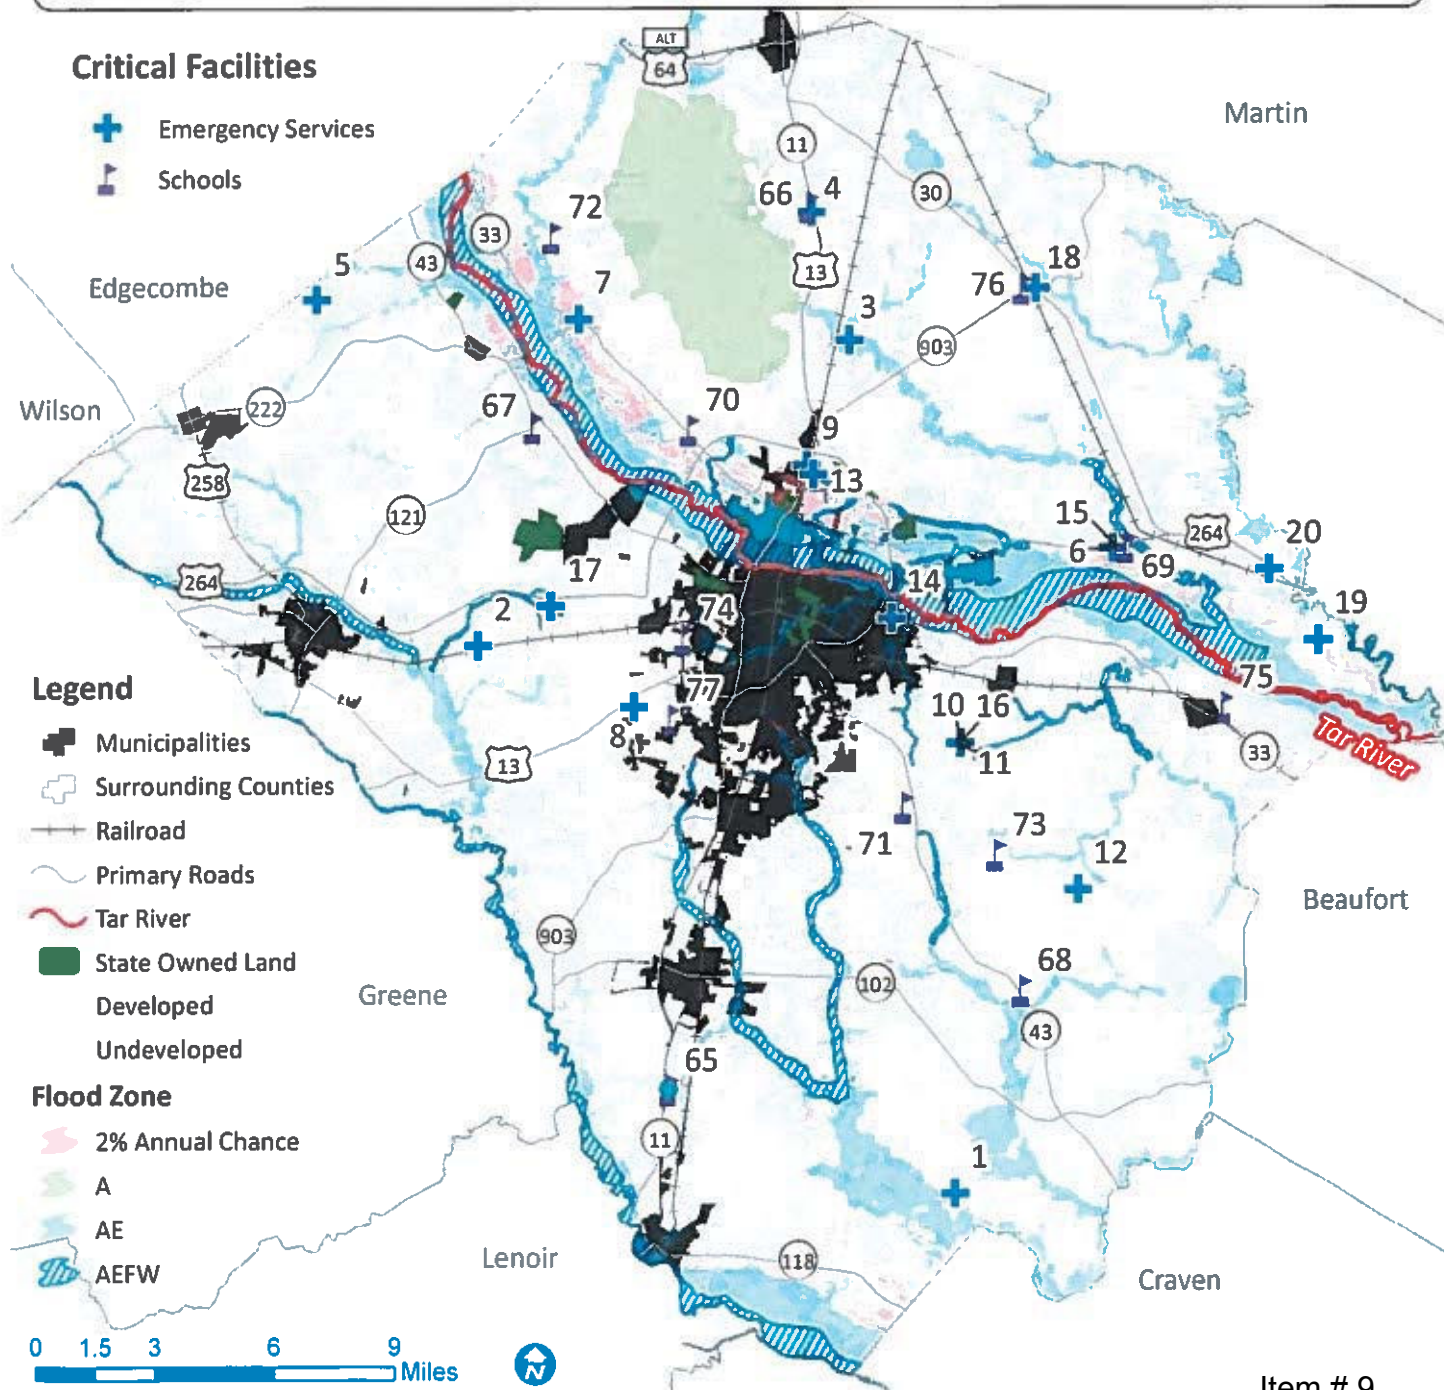 ALT
64
Critical Facilities
Emergency Services
Schools
Martin
11
30
66
4
72
33
43
13
18
76
5
Edgecombe
7
3
903
Wilson
222
67
70
9
258
13
121
15
264
20
6
69
17
14
264
2
74
19
75
77
10
16
8
11
13
33
Tar River
Legend
Municipalities
Surrounding Counties
Railroad
Primary Roads
Tar River
State Owned Land
Developed
Undeveloped
71
73
12
Beaufort
903
68
102
Greene
43
65
Flood Zone
2% Annual Chance
A
AE
AEFW
11
1
Lenoir
118
Craven
0 1.5 3 6 9
Miles
N
Item # 9